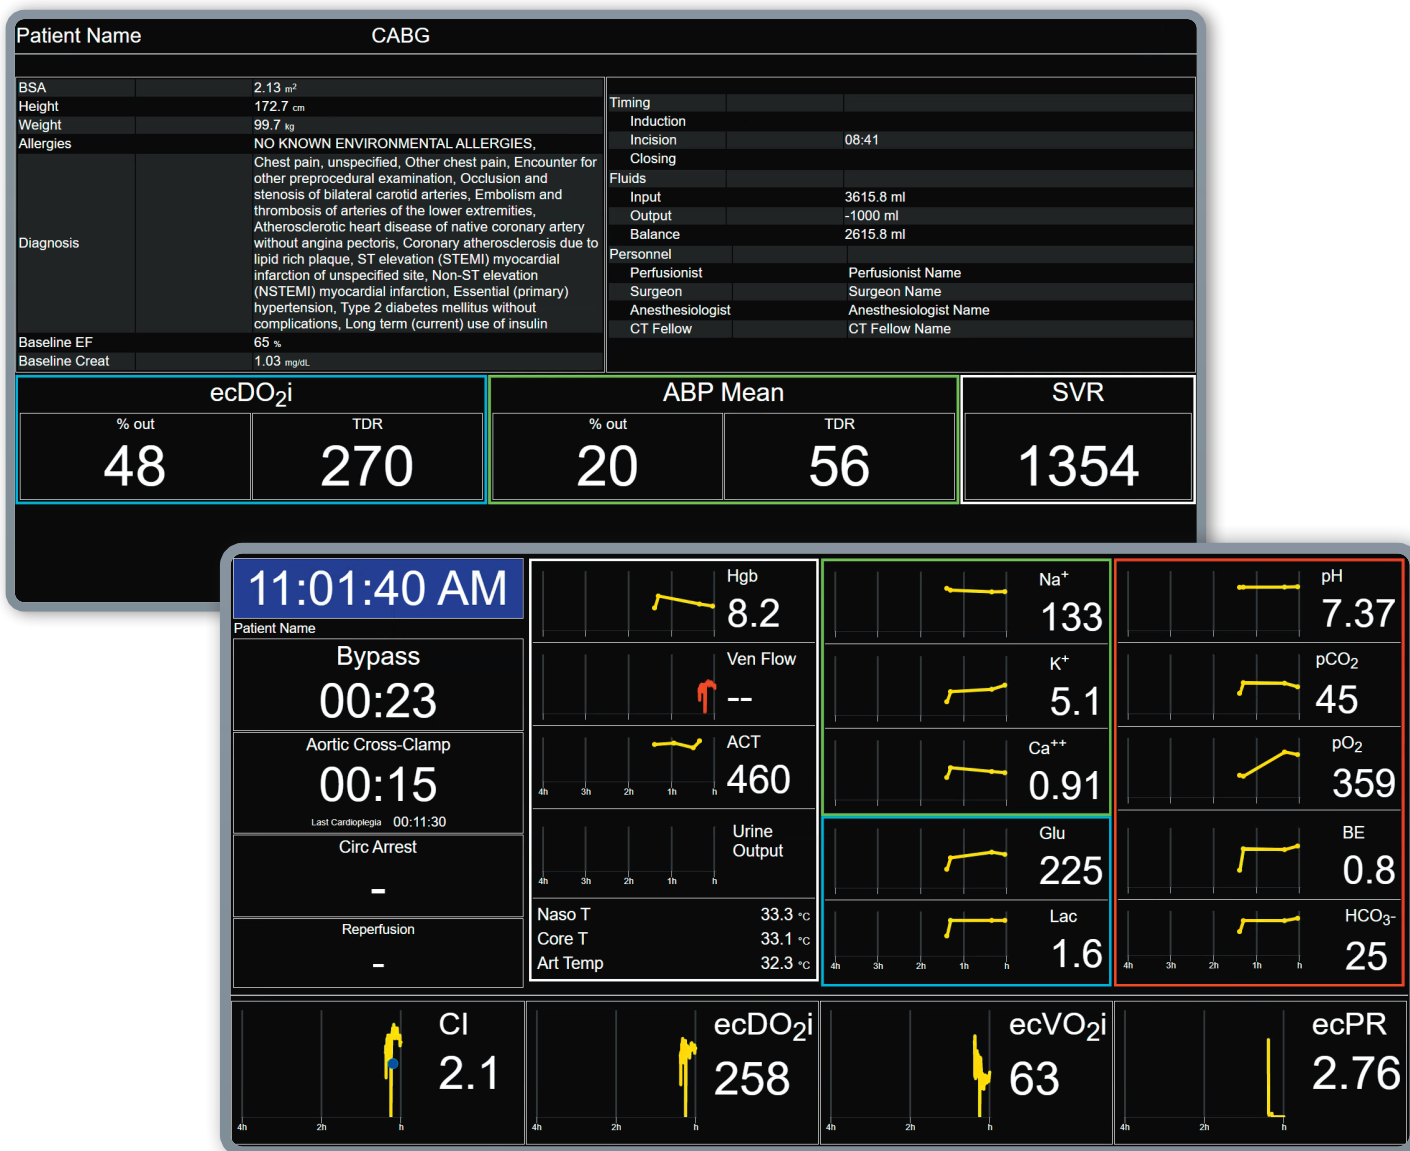 Patient Name CABG
BSA 2.13 m²
Height 172.7 cm
Weight 99.7 kg
Allergies NO KNOWN ENVIRONMENTAL ALLERGIES,
Diagnosis
Chest pain, unspecified, Other chest pain, Encounter for
other preprocedural examination, Occlusion and
stenosis of bilateral carotid arteries, Embolism and
thrombosis of arteries of the lower extremities,
Atherosclerotic heart disease of native coronary artery
without angina pectoris, Coronary atherosclerosis due to
lipid rich plaque, ST elevation (STEMI) myocardial
infarction of unspecified site, Non-ST elevation
(NSTEMI) myocardial infarction, Essential (primary)
hypertension, Type 2 diabetes mellitus without
complications, Long term (current) use of insulin
Baseline EF 65 %
Baseline Creat 1.03 mg/dL
Timing
Induction
Incision 08:41
Closing
Fluids
Input 3615.8 ml
Output -1000 ml
Balance 2615.8 ml
Personnel
Perfusionist Perfusionist Name
Surgeon Surgeon Name
Anesthesiologist Anesthesiologist Name
CT Fellow CT Fellow Name
ecDO₂i
% out TDR
48 270
ABP Mean
% out TDR
20 56
SVR
1354
11:01:40 AM
Patient Name
Bypass
00:23
Aortic Cross-Clamp
00:15
Last Cardioplegia 00:11:30
Circ Arrest
-
Reperfusion
-
Hgb
8.2
Ven Flow
--
ACT
460
4h 3h 2h 1h h
Urine
Output
4h 3h 2h 1h h
Naso T 33.3 °C
Core T 33.1 °C
Art Temp 32.3 °C
Na⁺
133
K⁺
5.1
Ca⁺⁺
0.91
Glu
225
Lac
1.6
4h 3h 2h 1h h
pH
7.37
pCO₂
45
pO₂
359
BE
0.8
HCO₃-
25
4h 3h 2h 1h h
CI
2.1
4h 2h h
ecDO₂i
258
4h 2h h
ecVO₂i
63
4h 2h h
ecPR
2.76
4h 2h h